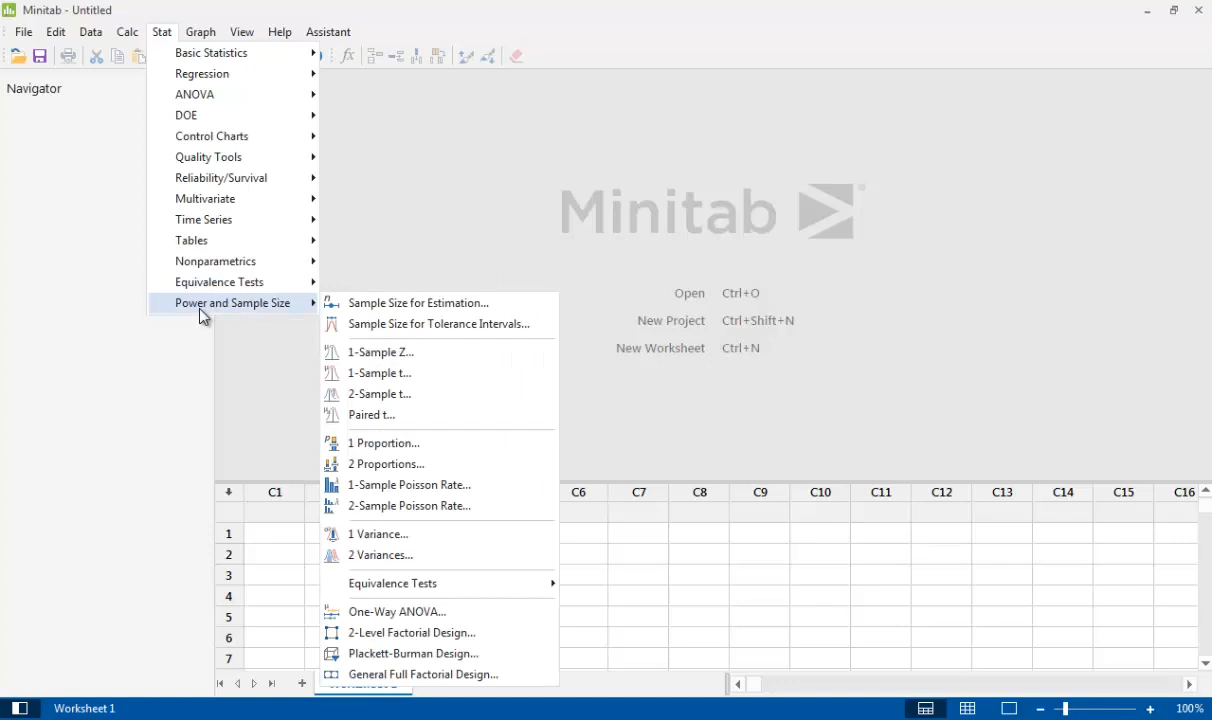 Minitab - Untitled
File Edit Data Calc Stat Graph View Help Assistant
fx
Navigator
Basic Statistics
Regression
ANOVA
DOE
Control Charts
Quality Tools
Reliability/Survival
Multivariate
Time Series
Tables
Nonparametrics
Equivalence Tests
Power and Sample Size
Sample Size for Estimation...
Sample Size for Tolerance Intervals...
1-Sample Z...
1-Sample t...
2-Sample t...
Paired t...
1 Proportion...
2 Proportions...
1-Sample Poisson Rate...
2-Sample Poisson Rate...
1 Variance...
2 Variances...
Equivalence Tests
One-Way ANOVA...
2-Level Factorial Design...
Plackett-Burman Design...
General Full Factorial Design...
Minitab
Open Ctrl+O
New Project Ctrl+Shift+N
New Worksheet Ctrl+N
C1 C6 C7 C8 C9 C10 C11 C12 C13 C14 C15 C16
1
2
3
4
5
6
7
Worksheet 1
100%